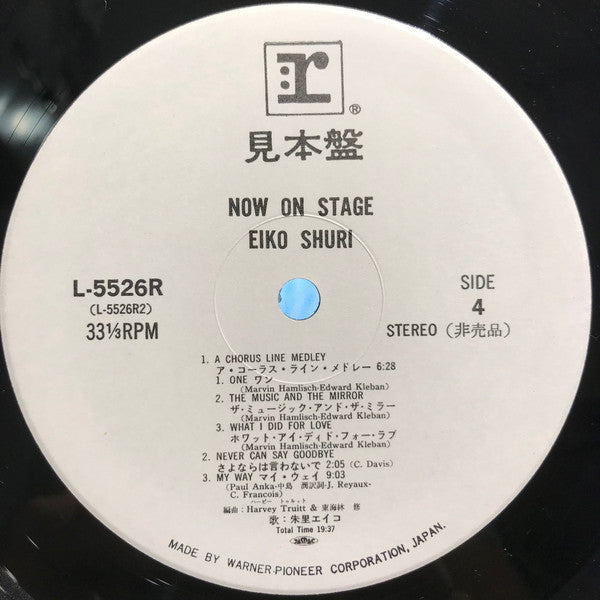 r
®
見本盤
NOW ON STAGE
EIKO SHURI
L-5526R
(L-5526R2)
33⅓RPM
SIDE
4
STEREO (非売品)
1. A CHORUS LINE MEDLEY
ア・コーラス・ライン・メドレー 6:28
1. ONE ワン
(Marvin Hamlisch-Edward Kleban)
2. THE MUSIC AND THE MIRROR
ザ・ミュージック・アンド・ザ・ミラー
(Marvin Hamlisch-Edward Kleban)
3. WHAT I DID FOR LOVE
ホワット・アイ・ディド・フォー・ラブ
(Marvin Hamlisch-Edward Kleban)
2. NEVER CAN SAY GOODBYE
さよならは言わないで 2:05 (C. Davis)
3. MY WAY マイ・ウェイ 9:03
(Paul Anka-中島 潤訳詞-J. Reyaux-
C. Francois)
ハービー トゥルット
編曲: Harvey Truitt & 東海林 修
歌: 朱里エイコ
Total Time 19:37
MADE BY WARNER-PIONEER CORPORATION, JAPAN.